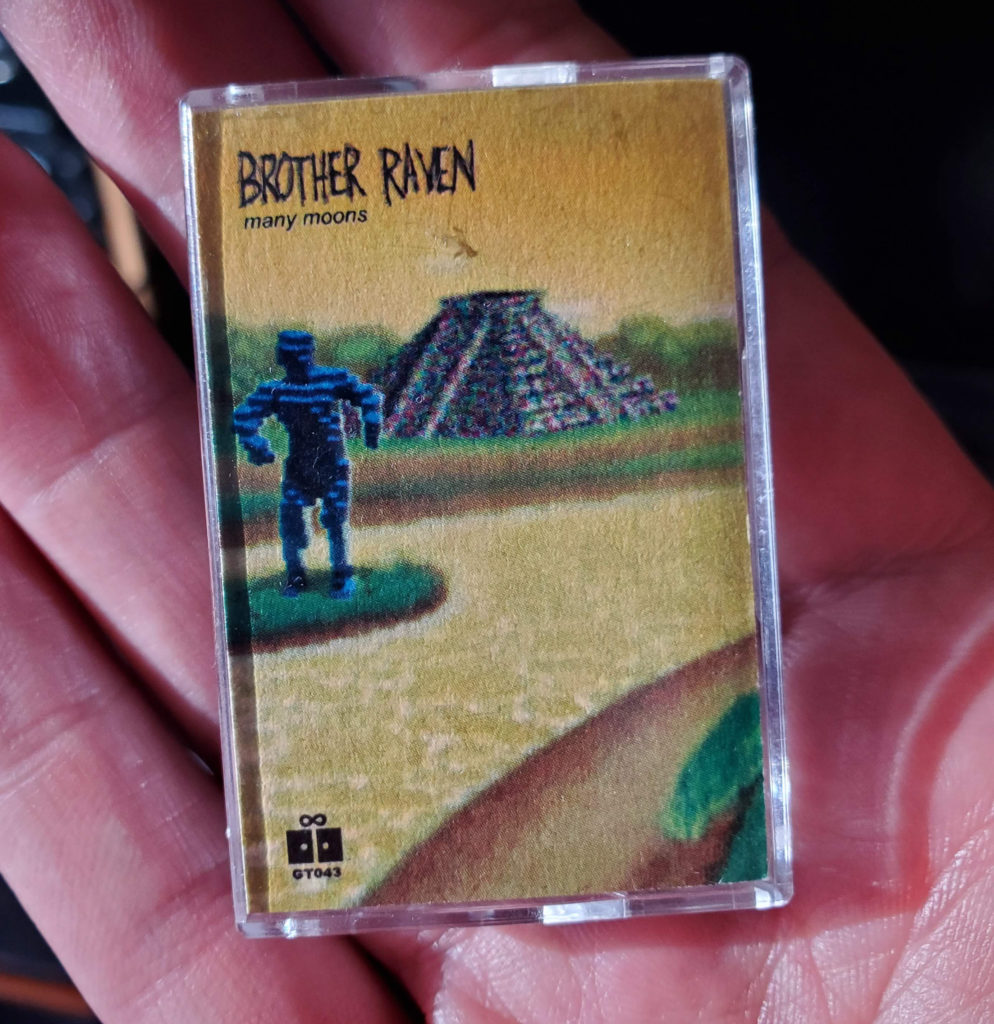 BROTHER RAVEN
many moons
GT043